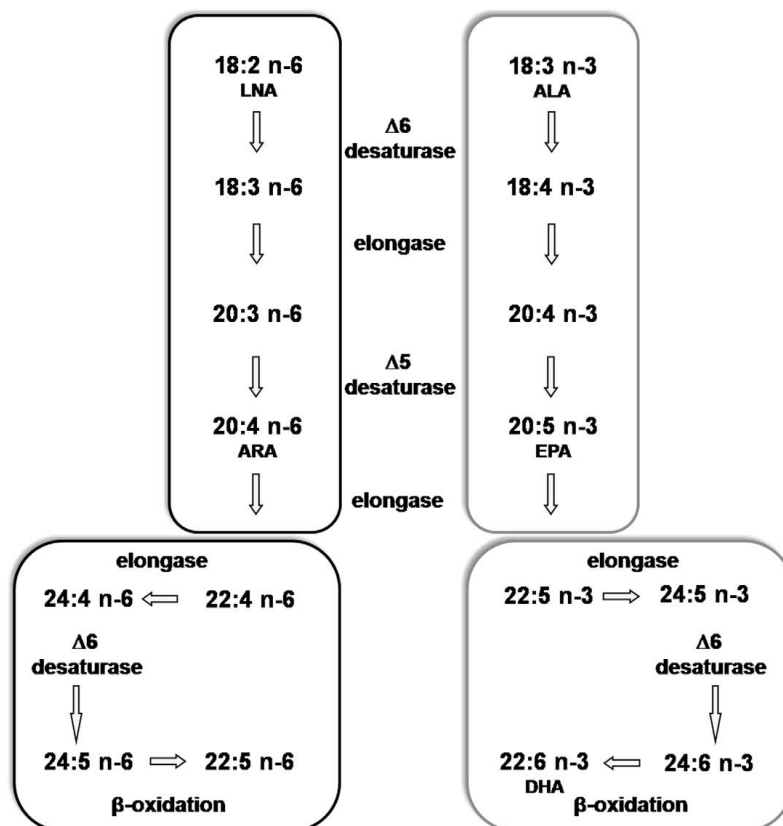 18:2 n-6
LNA
18:3 n-3
ALA
Δ6
desaturase
18:3 n-6
18:4 n-3
elongase
20:3 n-6
20:4 n-3
Δ5
desaturase
20:4 n-6
ARA
20:5 n-3
EPA
elongase
elongase
24:4 n-6
22:4 n-6
Δ6
desaturase
24:5 n-6
22:5 n-6
β-oxidation
elongase
22:5 n-3
24:5 n-3
Δ6
desaturase
22:6 n-3
DHA
24:6 n-3
β-oxidation